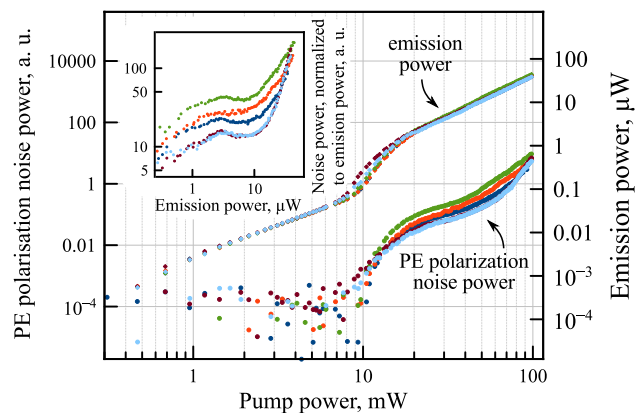 PE polarisation noise power, a. u.
10000
100
1
0.01
10⁻⁴
100
50
10
5
1
10
Emission power, µW
Noise power, normalized
to emision power, a. u.
emission
power
PE polarization
noise power
100
10
1
0.1
0.01
10⁻³
10⁻⁴
Emission power, µW
1
10
100
Pump power, mW